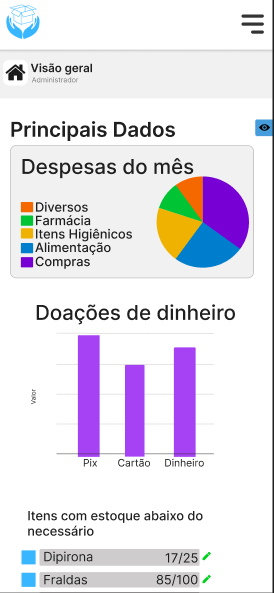 Visão geral
Administrador
Principais Dados
Despesas do mês
Diversos
Farmácia
Itens Higiênicos
Alimentação
Compras
Doações de dinheiro
Valor
Pix
Cartão
Dinheiro
Itens com estoque abaixo do
necessário
Dipirona 17/25
Fraldas 85/100